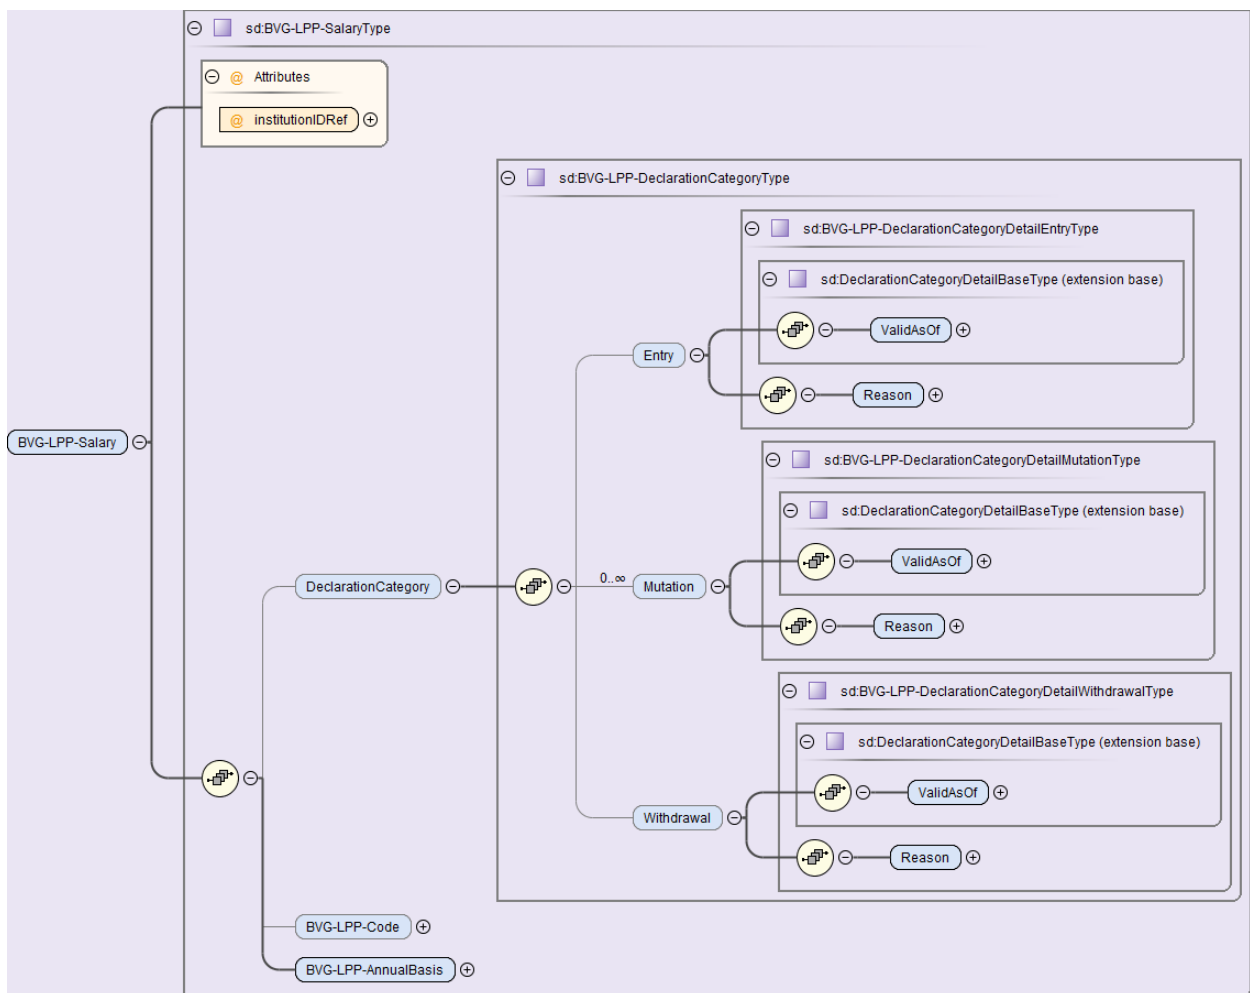 sd:BVG-LPP-SalaryType
@ Attributes
@ institutionIDRef
sd:BVG-LPP-DeclarationCategoryType
sd:BVG-LPP-DeclarationCategoryDetailEntryType
sd:DeclarationCategoryDetailBaseType (extension base)
ValidAsOf
Entry
Reason
BVG-LPP-Salary
sd:BVG-LPP-DeclarationCategoryDetailMutationType
sd:DeclarationCategoryDetailBaseType (extension base)
ValidAsOf
DeclarationCategory
0..∞
Mutation
Reason
sd:BVG-LPP-DeclarationCategoryDetailWithdrawalType
sd:DeclarationCategoryDetailBaseType (extension base)
ValidAsOf
Withdrawal
Reason
BVG-LPP-Code
BVG-LPP-AnnualBasis